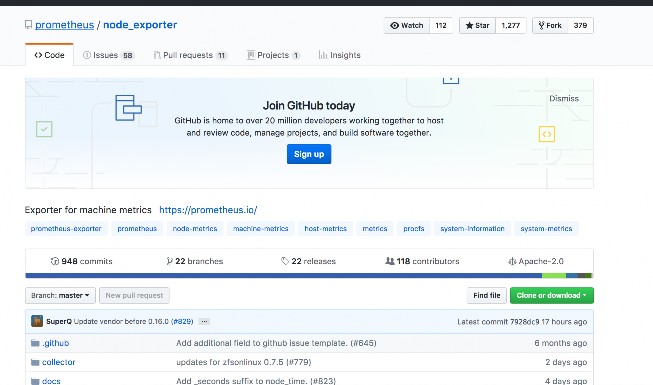 prometheus / node_exporter
Watch 112 Star 1,277 Fork 379
Code Issues 58 Pull requests 11 Projects 1 Insights
Dismiss
Join GitHub today
GitHub is home to over 20 million developers working together to host
and review code, manage projects, and build software together.
Sign up
Exporter for machine metrics https://prometheus.io/
prometheus-exporter prometheus node-metrics machine-metrics host-metrics metrics procfs system-information system-metrics
948 commits 22 branches 22 releases 118 contributors Apache-2.0
Branch: master New pull request Find file Clone or download
SuperQ Update vendor before 0.16.0 (#829) Latest commit 7928dc9 17 hours ago
.github Add additional field to github issue template. (#645) 6 months ago
collector updates for zfsonlinux 0.7.5 (#779) 2 days ago
docs Add _seconds suffix to node_time. (#823) 4 days ago